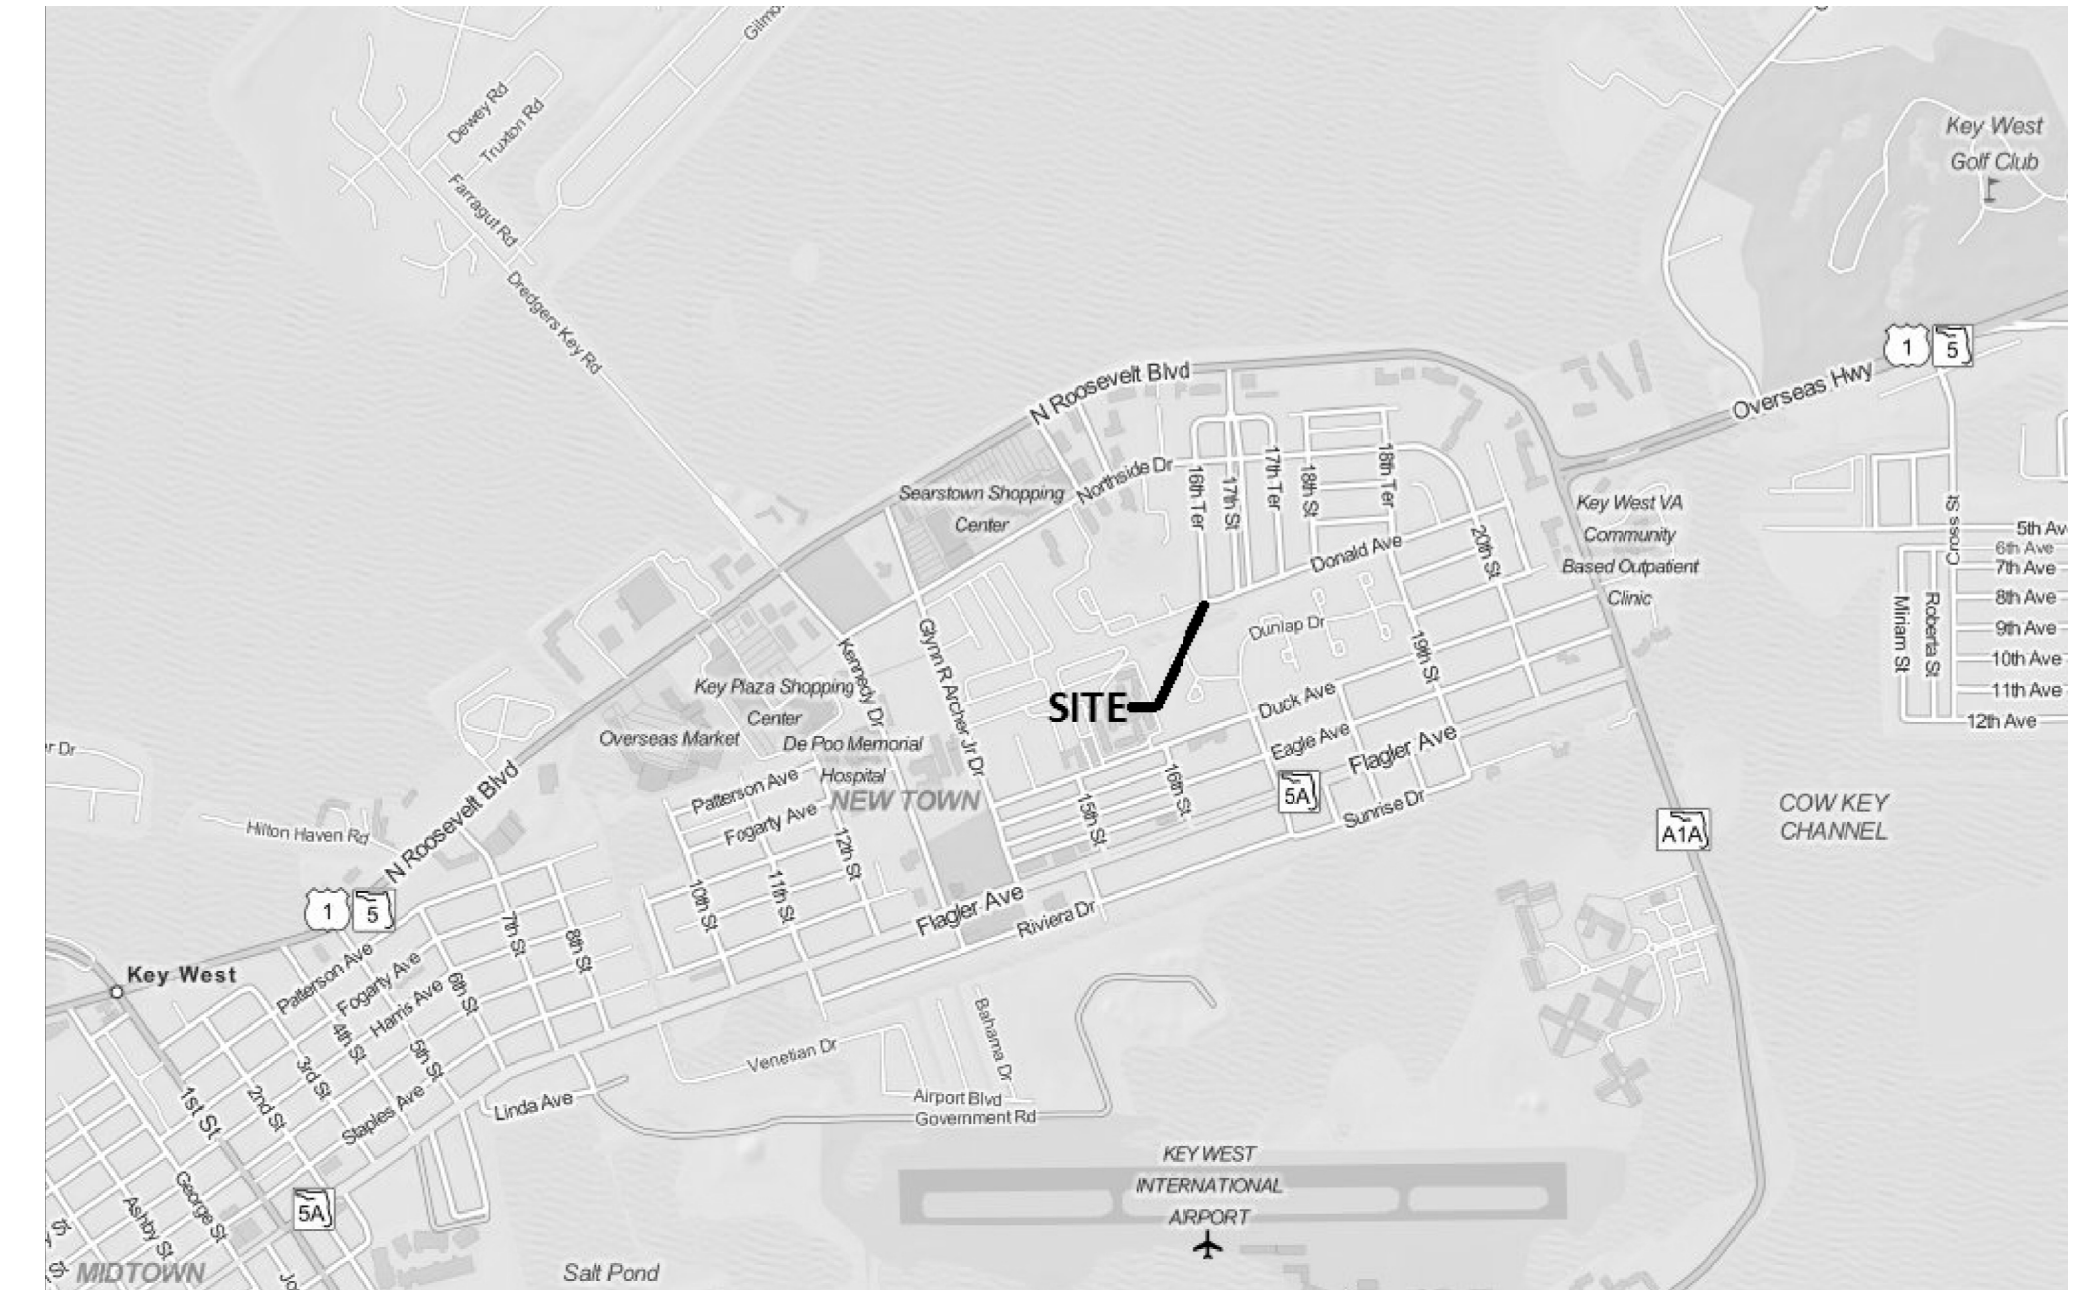 Gilmo
Dewey Rd
Truxton Rd
Farragut Rd
Dredgers Key Rd
Key West
Golf Club
1
5
Overseas Hwy
N Roosevelt Blvd
Northside Dr
Searstown Shopping
Center
16th Ter
17th St
17th Ter
18th St
18th Ter
20th St
Donald Ave
Key West VA
Community
Based Outpatient
Clinic
Cross St
5th Av
6th Ave
7th Ave
8th Ave
9th Ave
10th Ave
11th Ave
12th Ave
Miriam St
Roberta St
Dunlap Dr
19th St
Glynn R Archer Jr Dr
Kennedy Dr
SITE
Duck Ave
Eagle Ave
Flagler Ave
5A
Sunrise Dr
16th St
15th St
Key Plaza Shopping
Center
Overseas Market
De Poo Memorial
Hospital
NEW TOWN
Patterson Ave
Fogarty Ave
12th St
11th St
10th St
r Dr
Hilton Haven Rd
N Roosevelt Blvd
A1A
COW KEY
CHANNEL
1
5
Flagler Ave
Riviera Dr
7th St
8th St
Key West
Patterson Ave
Fogarty Ave
Harris Ave
6th St
5th St
4th St
3rd St
2nd St
1st St
Staples Ave
Linda Ave
Venetian Dr
Bahama Dr
Airport Blvd
Government Rd
KEY WEST
INTERNATIONAL
AIRPORT
George St
Ashby St
5A
MIDTOWN
Salt Pond
Jo
y St
St